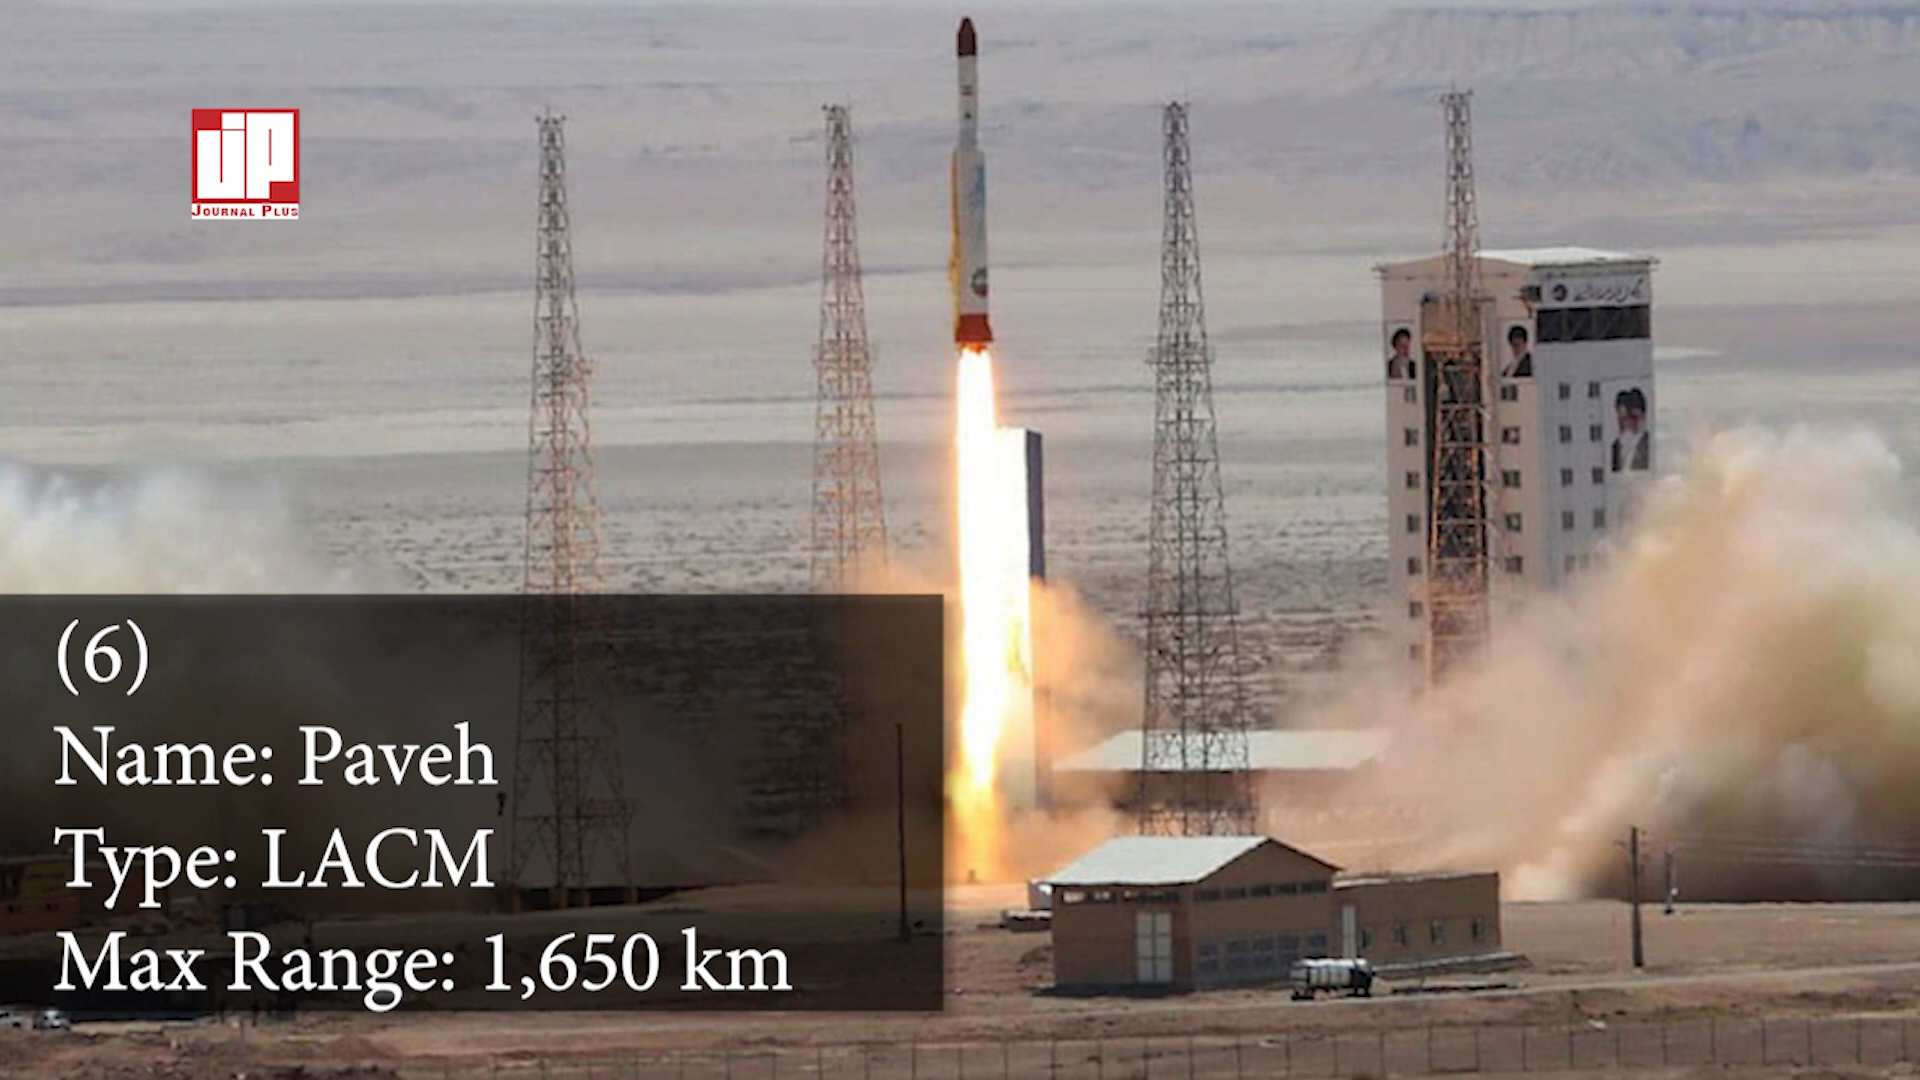 JP
JOURNAL PLUS
(6)
Name: Paveh
Type: LACM
Max Range: 1,650 km